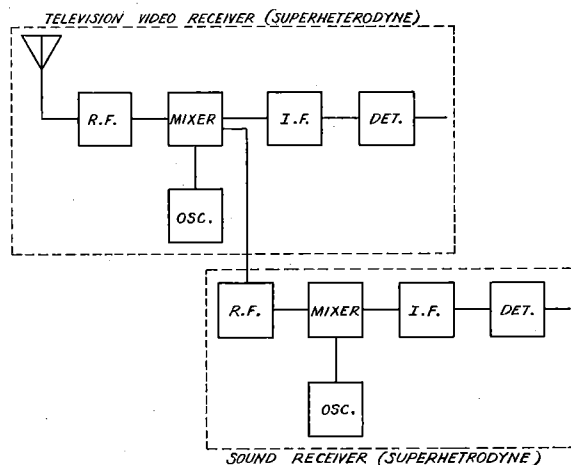 TELEVISION VIDEO RECEIVER (SUPERHETERODYNE)
R.F.
MIXER
I.F.
DET.
OSC.
R.F.
MIXER
I.F.
DET.
OSC.
SOUND RECEIVER (SUPERHETRODYNE)